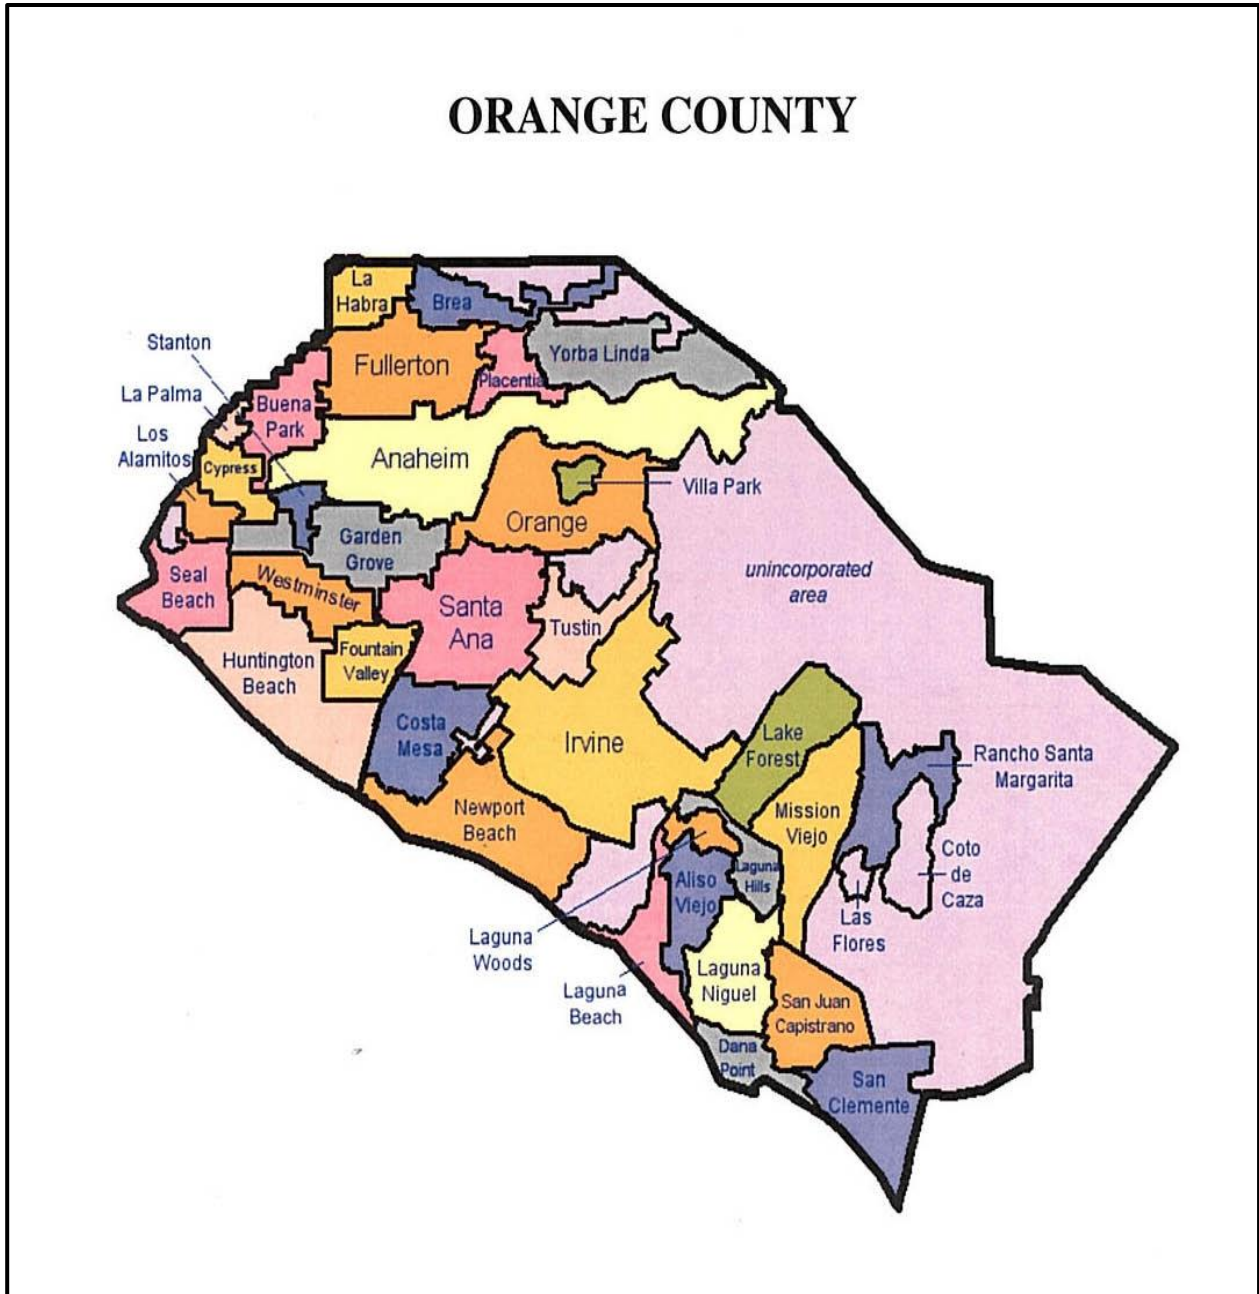 ORANGE COUNTY
La
Habra
Brea
Stanton
Fullerton
Yorba Linda
Placentia
La Palma
Buena
Park
Los
Alamitos
Cypress
Anaheim
Villa Park
Orange
Garden
Grove
unincorporated
area
Seal
Beach
Westminster
Santa
Ana
Tustin
Huntington
Beach
Fountain
Valley
Costa
Mesa
Irvine
Lake
Forest
Rancho Santa
Margarita
Newport
Beach
Mission
Viejo
Coto
de
Caza
Aliso
Viejo
Laguna
Hills
Las
Flores
Laguna
Woods
Laguna
Beach
Laguna
Niguel
San Juan
Capistrano
Dana
Point
San
Clemente